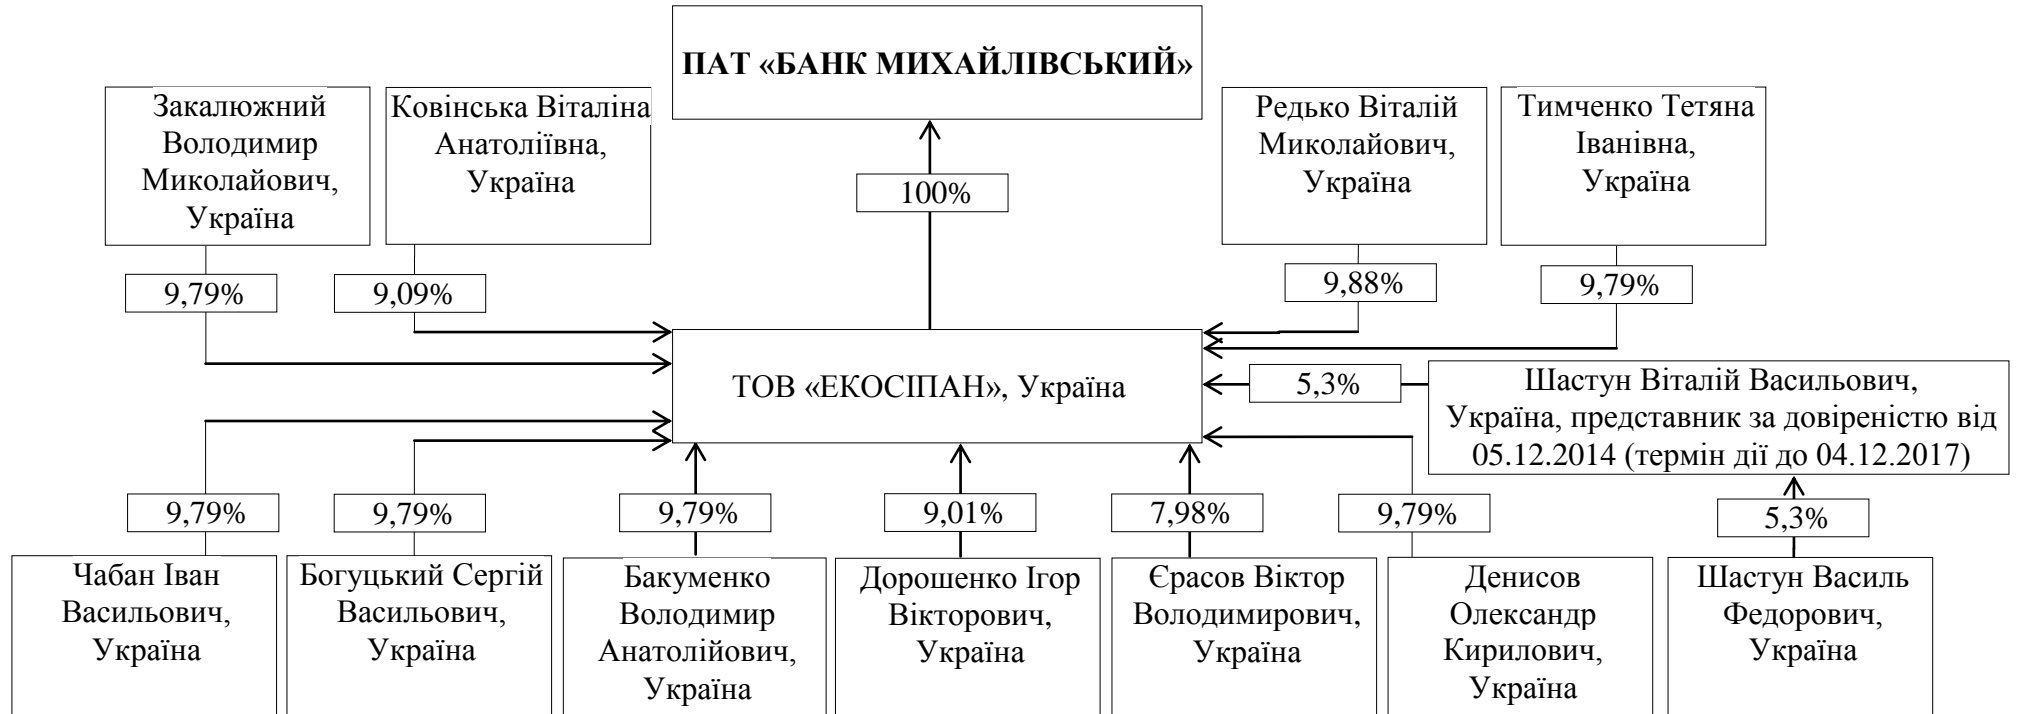 ПАТ «БАНК МИХАЙЛІВСЬКИЙ»
Закалюжний
Володимир
Миколайович,
Україна
Ковінська Віталіна
Анатоліївна,
Україна
100%
Редько Віталій
Миколайович,
Україна
Тимченко Тетяна
Іванівна,
Україна
9,79%
9,09%
9,88%
9,79%
ТОВ «ЕКОСІПАН», Україна
5,3%
Шастун Віталій Васильович,
Україна, представник за довіреністю від
05.12.2014 (термін дії до 04.12.2017)
9,79%
9,79%
9,79%
9,01%
7,98%
9,79%
5,3%
Чабан Іван
Васильович,
Україна
Богуцький Сергій
Васильович,
Україна
Бакуменко
Володимир
Анатолійович,
Україна
Дорошенко Ігор
Вікторович,
Україна
Єрасов Віктор
Володимирович,
Україна
Денисов
Олександр
Кирилович,
Україна
Шастун Василь
Федорович,
Україна